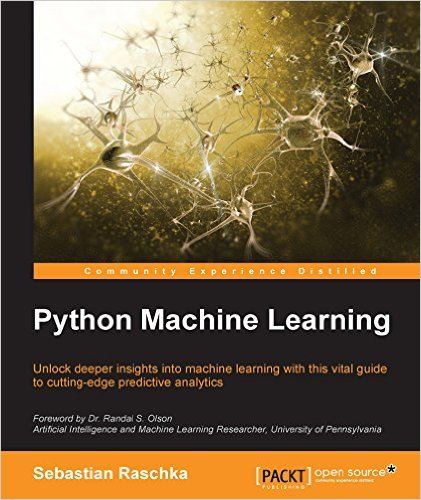 Community Experience Distilled
Python Machine Learning
Unlock deeper insights into machine learning with this vital guide
to cutting-edge predictive analytics
Foreword by Dr. Randal S. Olson
Artificial Intelligence and Machine Learning Researcher, University of Pennsylvania
Sebastian Raschka
[PACKT] open source*
PUBLISHING community experience distilled